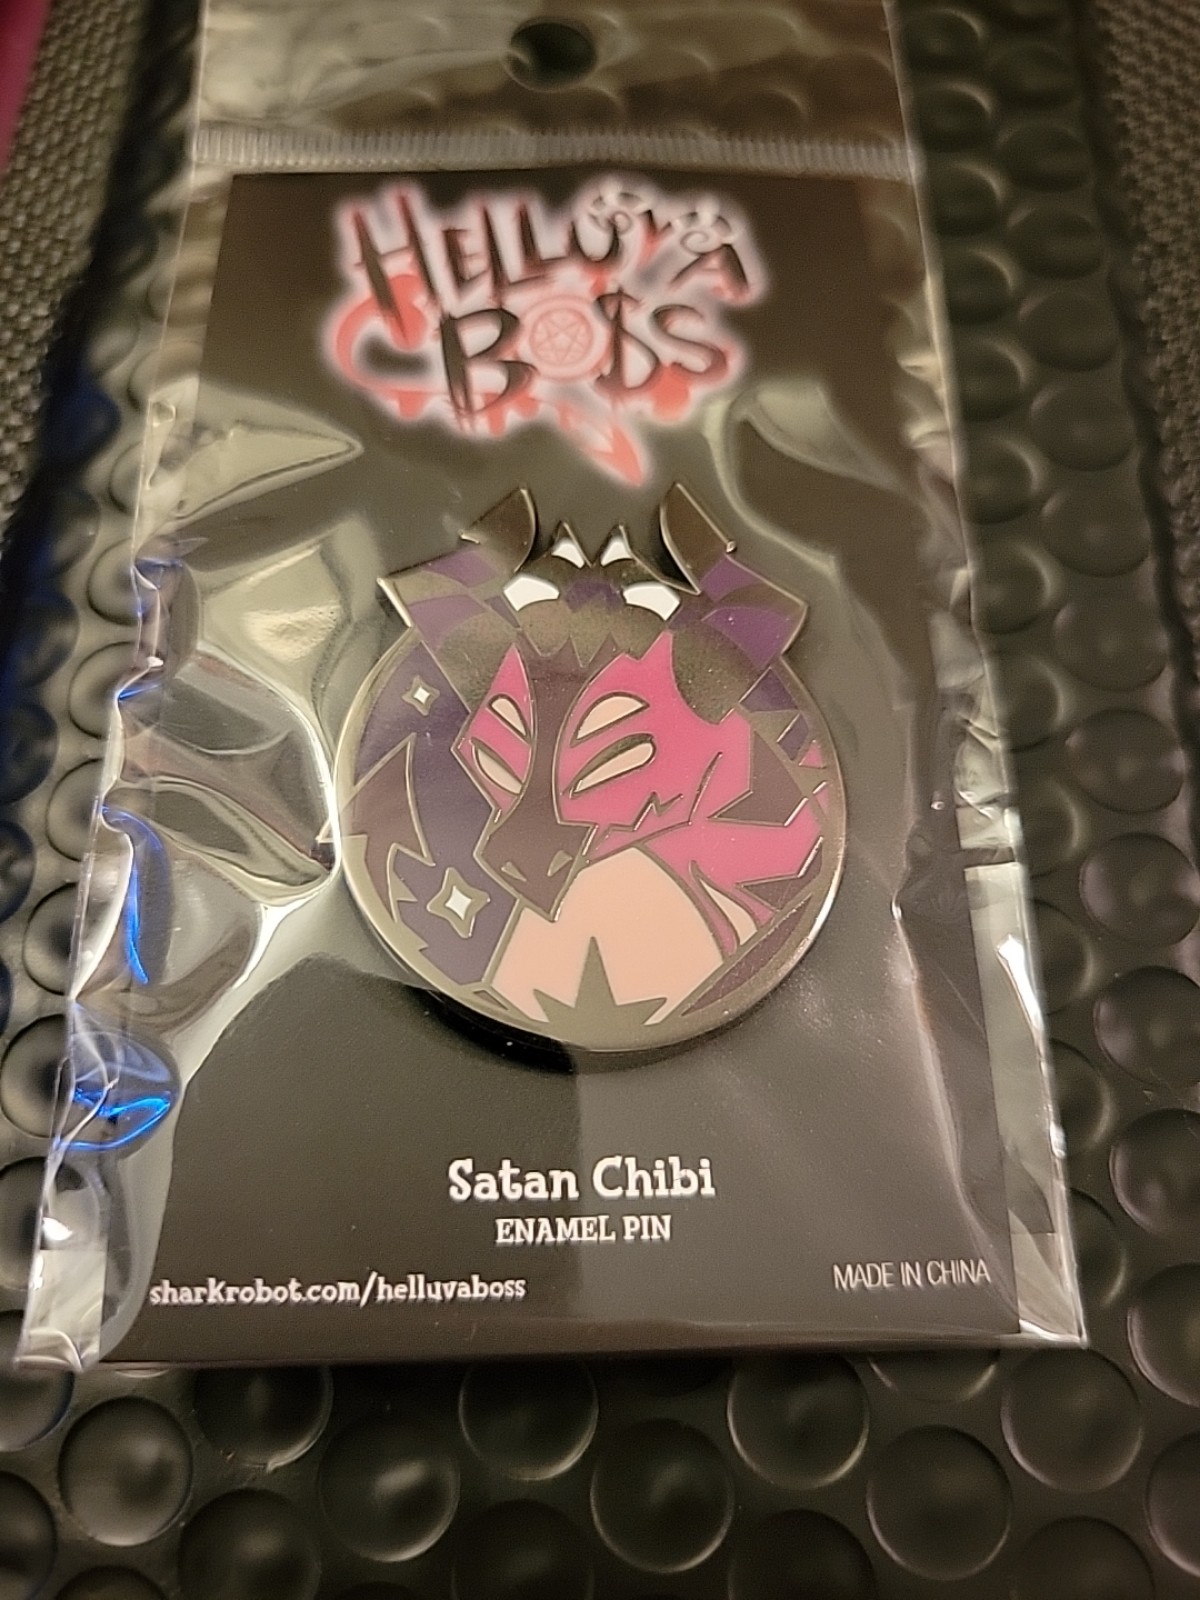 HELLUVA
BOSS
Satan Chibi
ENAMEL PIN
sharkrobot.com/helluvaboss
MADE IN CHINA